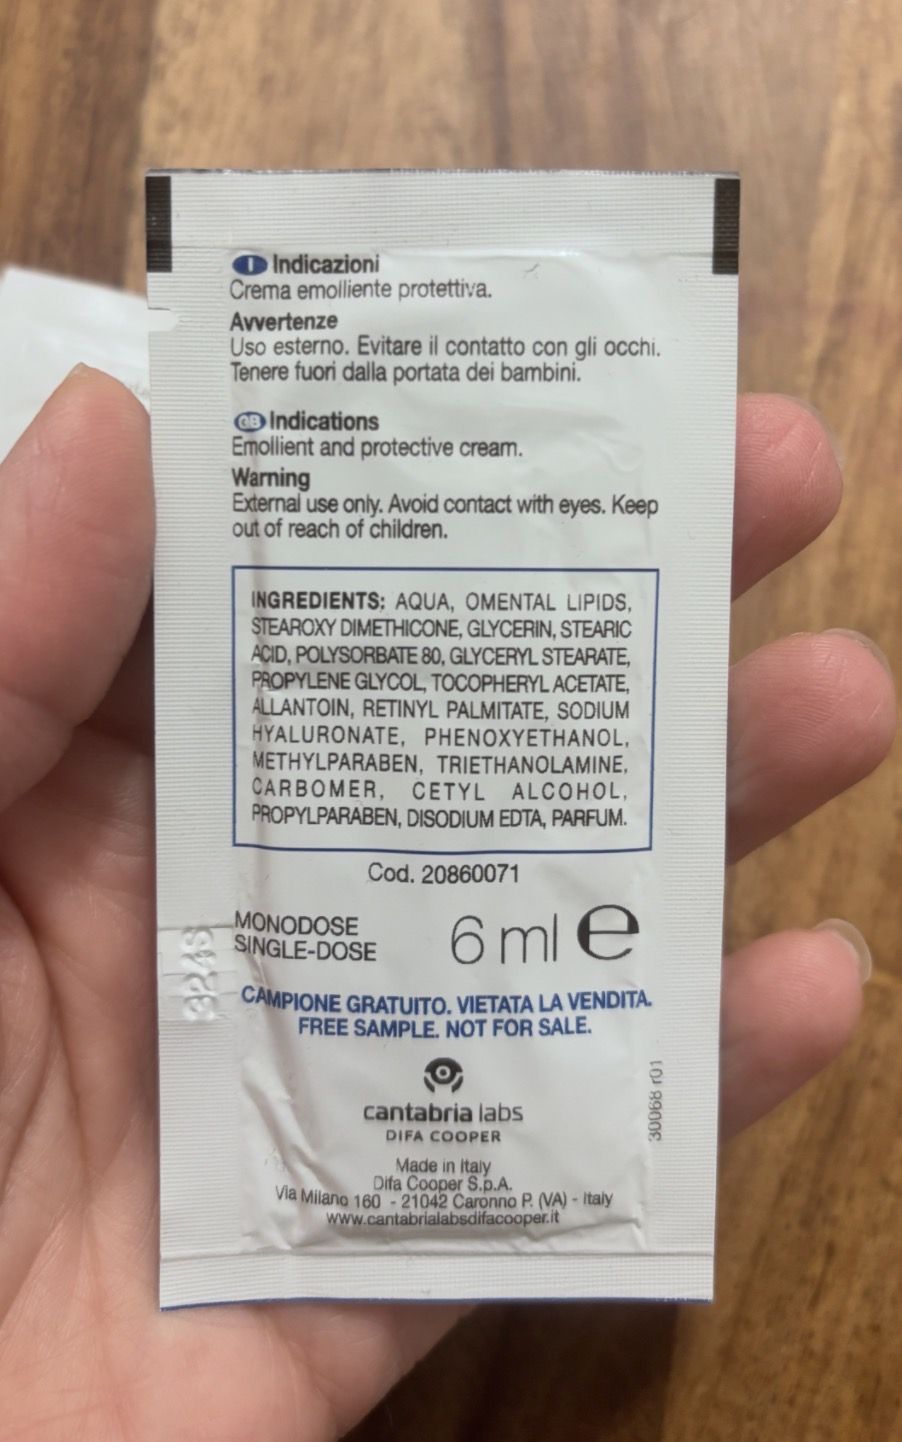 I Indicazioni
Crema emolliente protettiva.
Avvertenze
Uso esterno. Evitare il contatto con gli occhi.
Tenere fuori dalla portata dei bambini.
GB Indications
Emollient and protective cream.
Warning
External use only. Avoid contact with eyes. Keep
out of reach of children.
INGREDIENTS: AQUA, OMENTAL LIPIDS,
STEAROXY DIMETHICONE, GLYCERIN, STEARIC
ACID, POLYSORBATE 80, GLYCERYL STEARATE,
PROPYLENE GLYCOL, TOCOPHERYL ACETATE,
ALLANTOIN, RETINYL PALMITATE, SODIUM
HYALURONATE, PHENOXYETHANOL,
METHYLPARABEN, TRIETHANOLAMINE,
CARBOMER, CETYL ALCOHOL,
PROPYLPARABEN, DISODIUM EDTA, PARFUM.
Cod. 20860071
MONODOSE
SINGLE-DOSE
6 ml e
CAMPIONE GRATUITO. VIETATA LA VENDITA.
FREE SAMPLE. NOT FOR SALE.
cantabria labs
DIFA COOPER
30068 r01
Made in Italy
Difa Cooper S.p.A.
Via Milano 160 - 21042 Caronno P. (VA) - Italy
www.cantabrialabsdifacooper.it